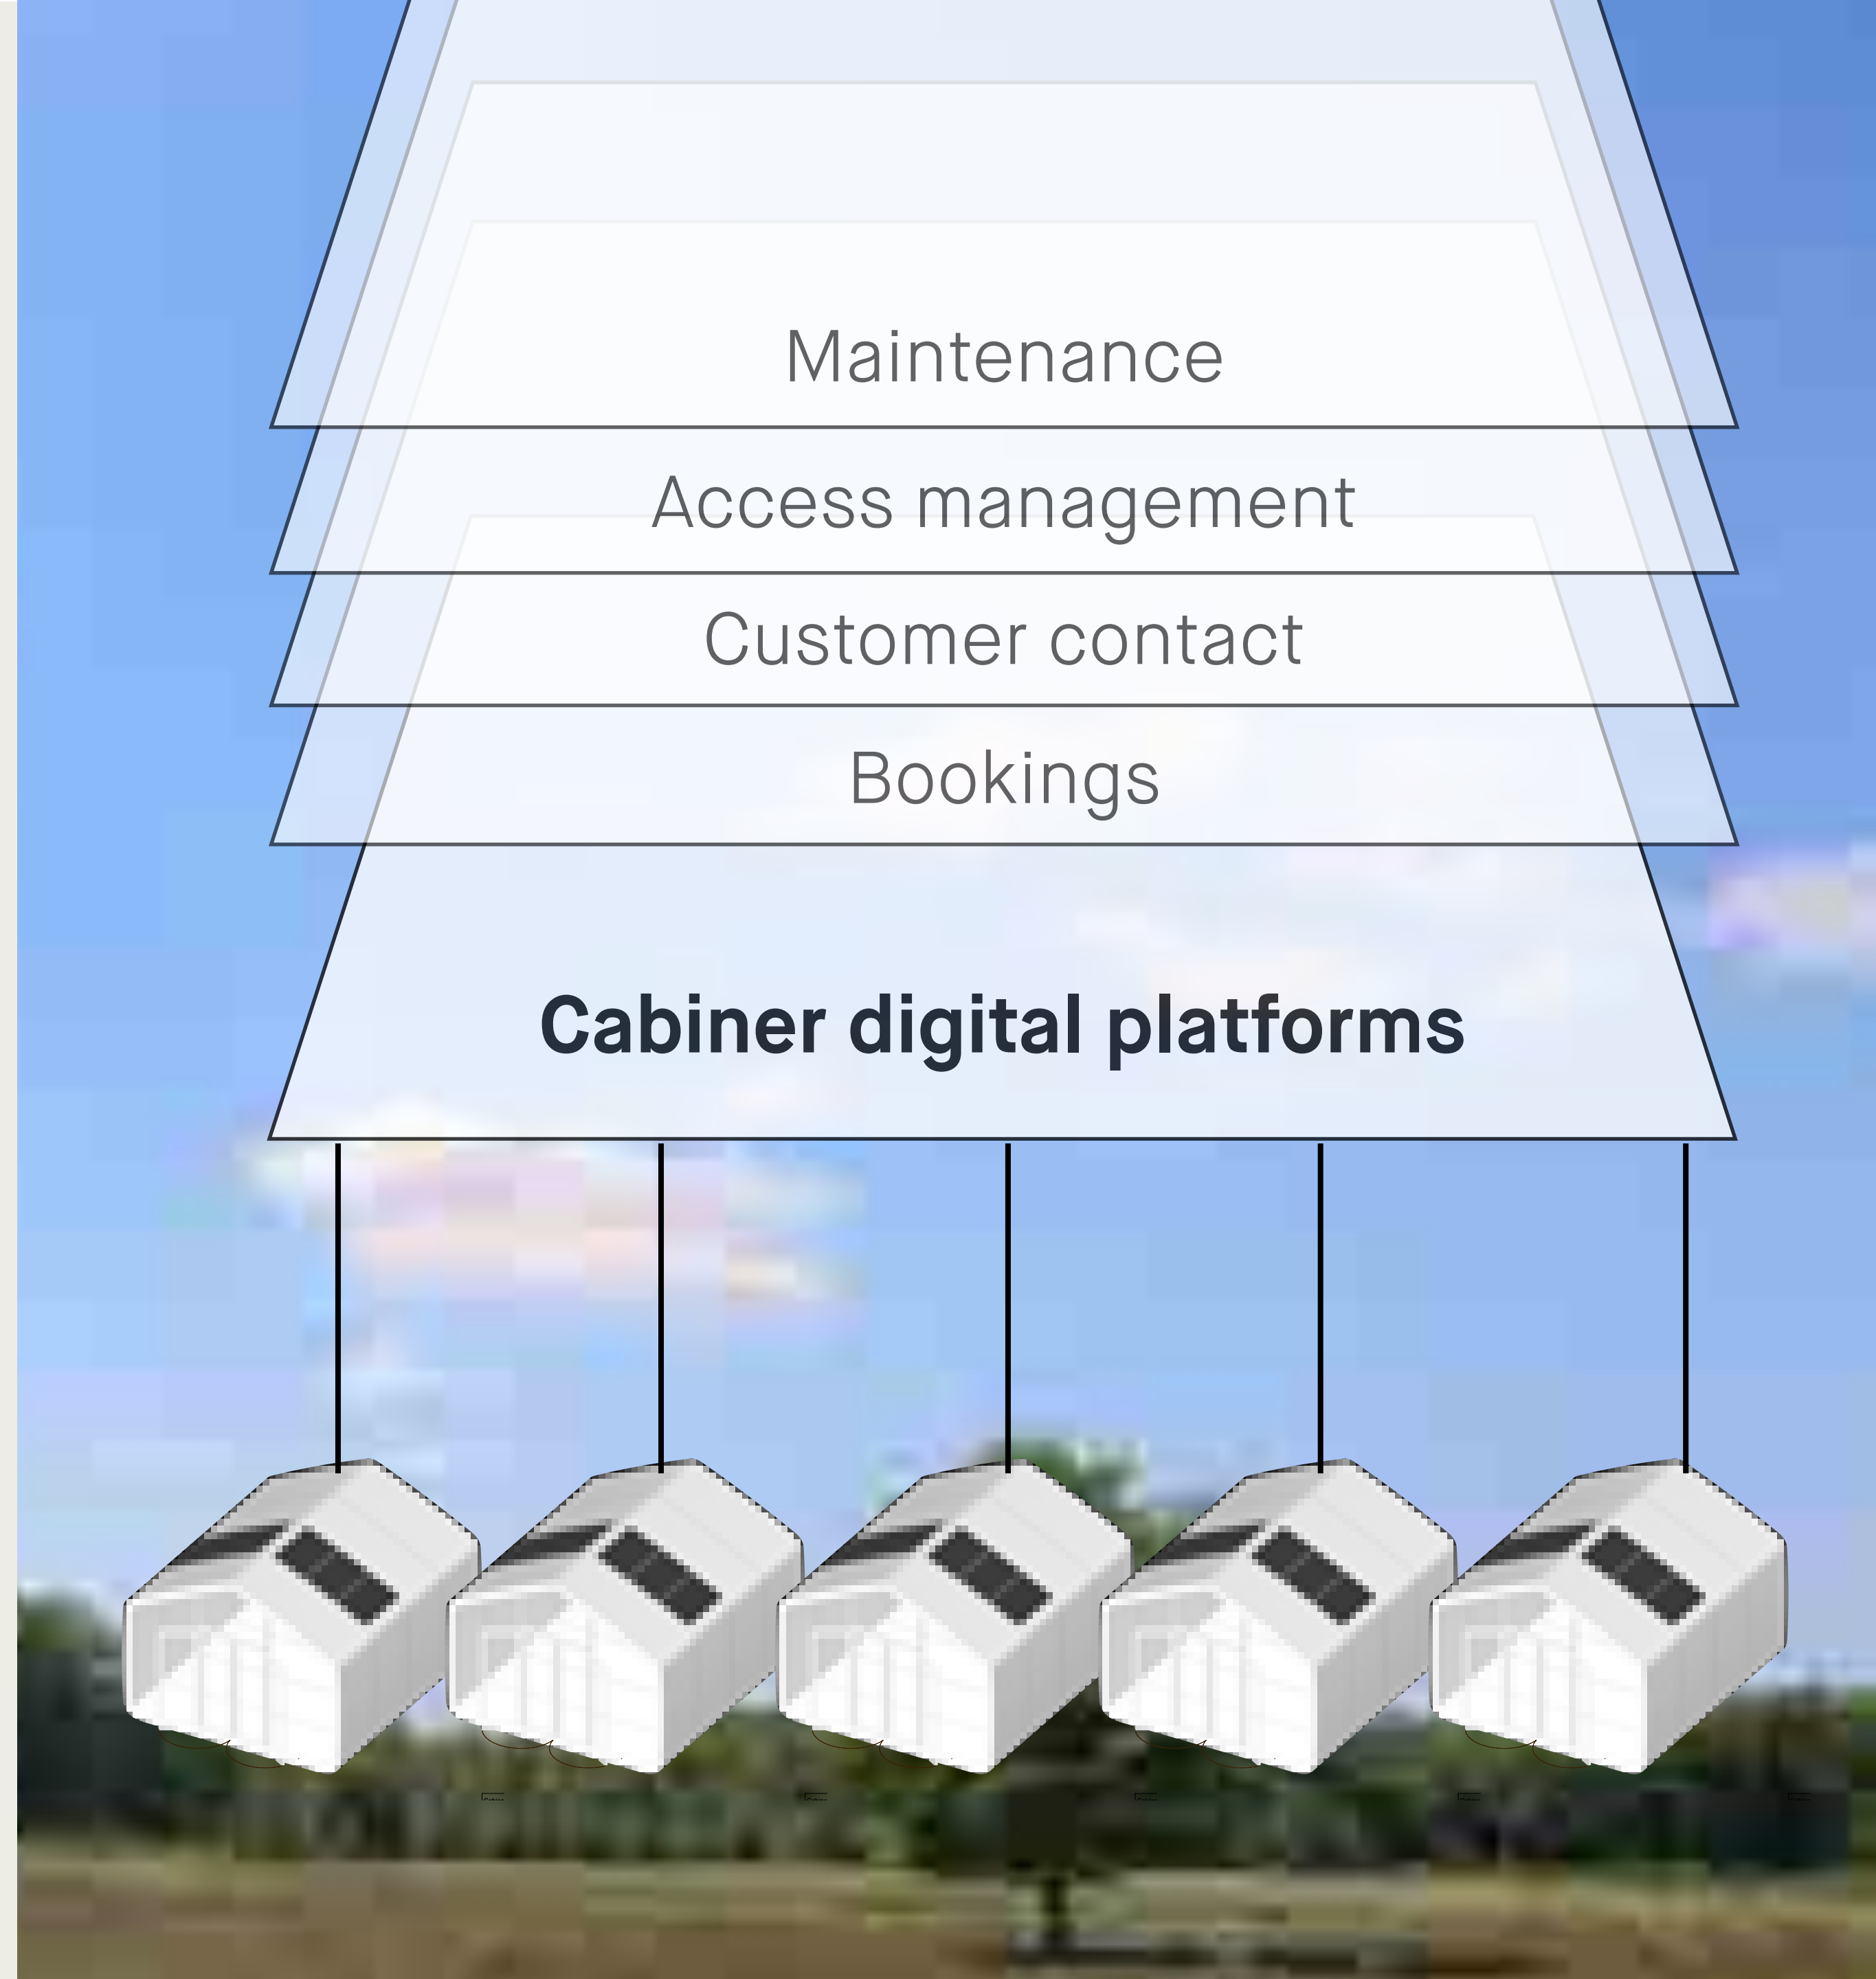 Maintenance
Access management
Customer contact
Bookings
Cabiner digital platforms